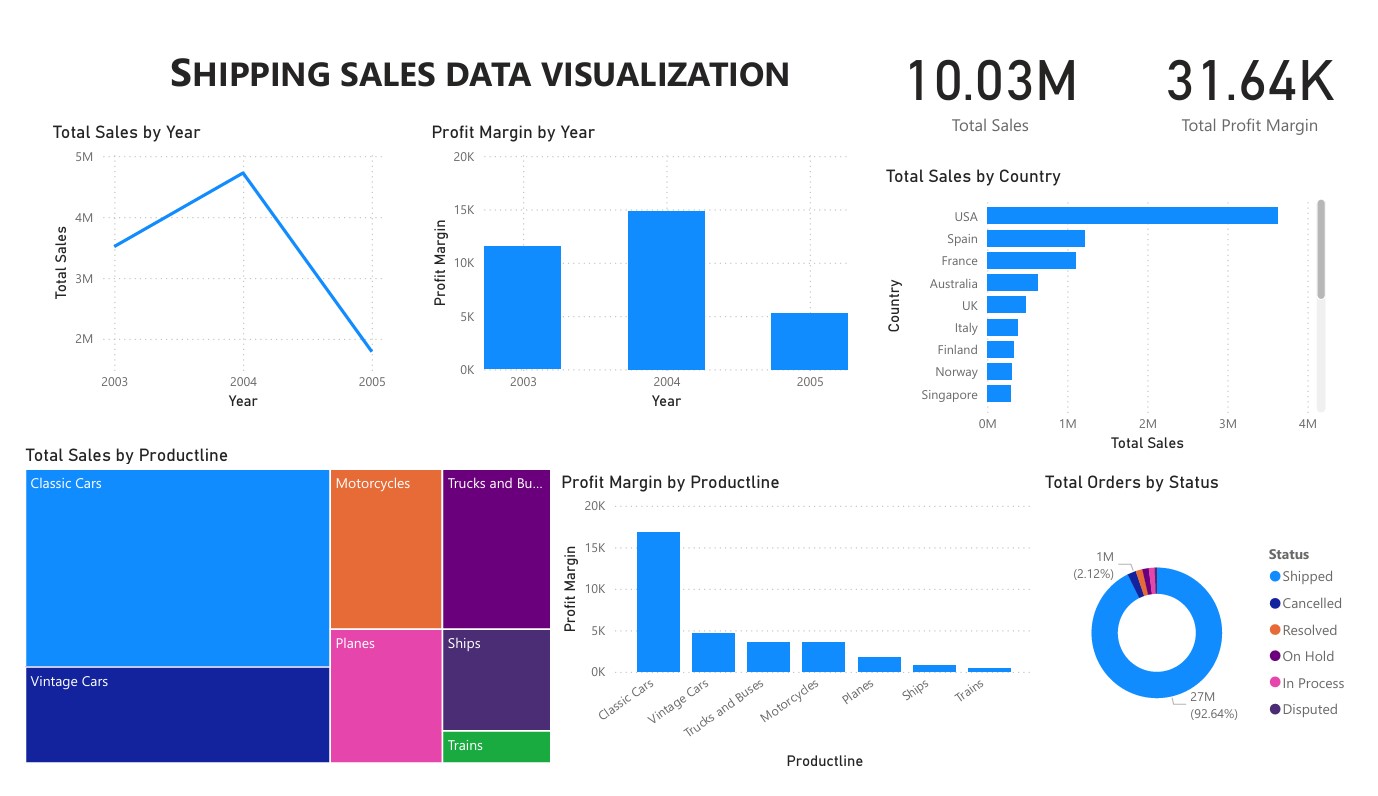 SHIPPING SALES DATA VISUALIZATION
10.03M
Total Sales
31.64K
Total Profit Margin
Total Sales by Year
5M
4M
3M
2M
Total Sales
2003 2004 2005
Year
Profit Margin by Year
20K
15K
10K
5K
0K
Profit Margin
2003 2004 2005
Year
Total Sales by Country
Country
USA
Spain
France
Australia
UK
Italy
Finland
Norway
Singapore
0M 1M 2M 3M 4M
Total Sales
Total Sales by Productline
Classic Cars
Vintage Cars
Motorcycles
Planes
Trucks and Bu...
Ships
Trains
Profit Margin by Productline
20K
15K
10K
5K
0K
Profit Margin
Classic Cars
Vintage Cars
Trucks and Buses
Motorcycles
Planes
Ships
Trains
Productline
Total Orders by Status
1M
(2.12%)
27M
(92.64%)
Status
Shipped
Cancelled
Resolved
On Hold
In Process
Disputed